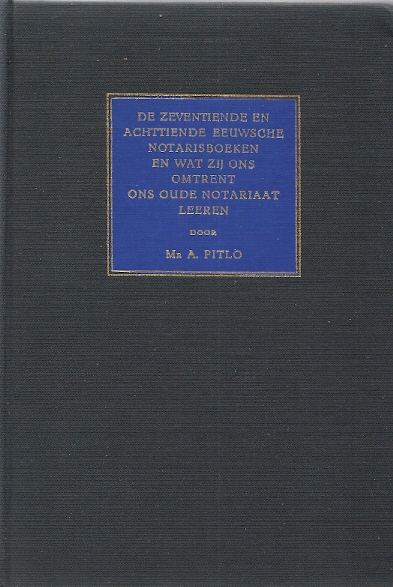 DE ZEVENTIENDE EN
ACHTTIENDE EEUWSCHE
NOTARISBOEKEN
EN WAT ZIJ ONS
OMTRENT
ONS OUDE NOTARIAAT
LEEREN
DOOR
MR A. PITLO